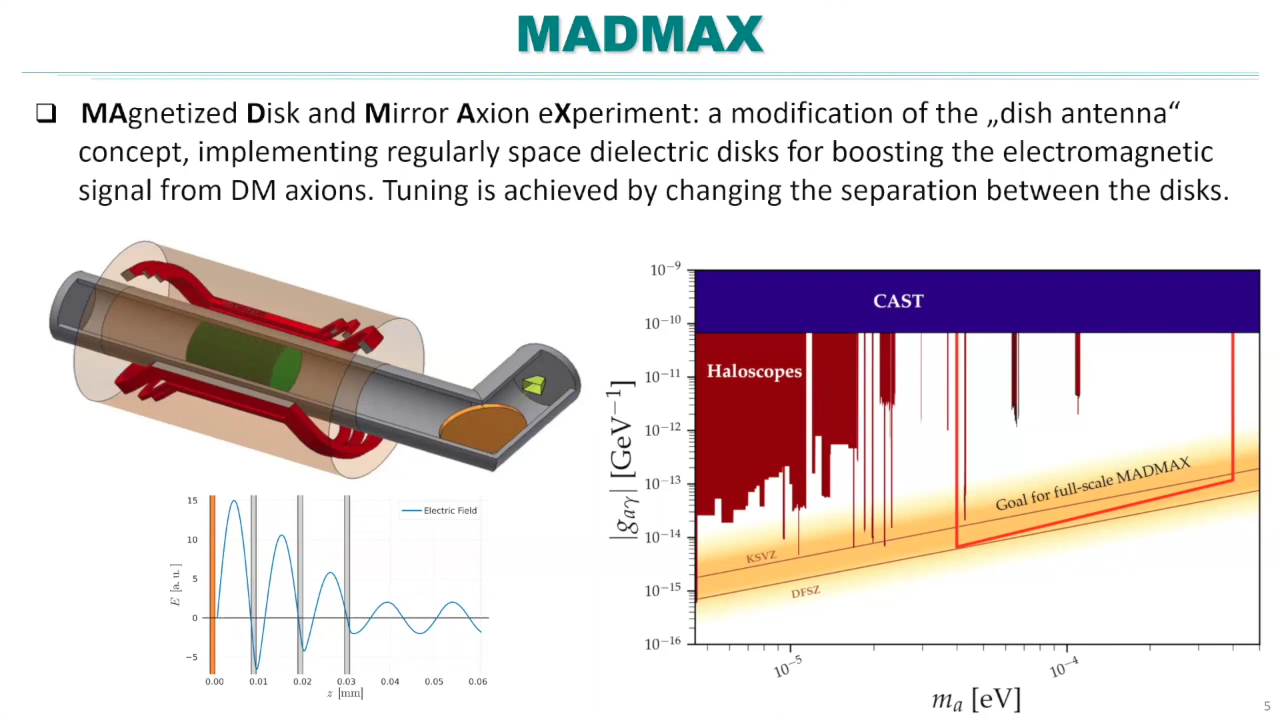 MADMAX
❑ MAgnetized Disk and Mirror Axion eXperiment: a modification of the „dish antenna“
concept, implementing regularly space dielectric disks for boosting the electromagnetic
signal from DM axions. Tuning is achieved by changing the separation between the disks.
15
10
5
0
−5
E [a. u.]
Electric Field
0.00 0.01 0.02 0.03 0.04 0.05 0.06
z [mm]
10⁻⁹
10⁻¹⁰
10⁻¹¹
10⁻¹²
10⁻¹³
10⁻¹⁴
10⁻¹⁵
10⁻¹⁶
|gₐᵧ| [GeV⁻¹]
CAST
Haloscopes
Goal for full-scale MADMAX
KSVZ
DFSZ
10⁻⁵ 10⁻⁴
mₐ [eV]
5